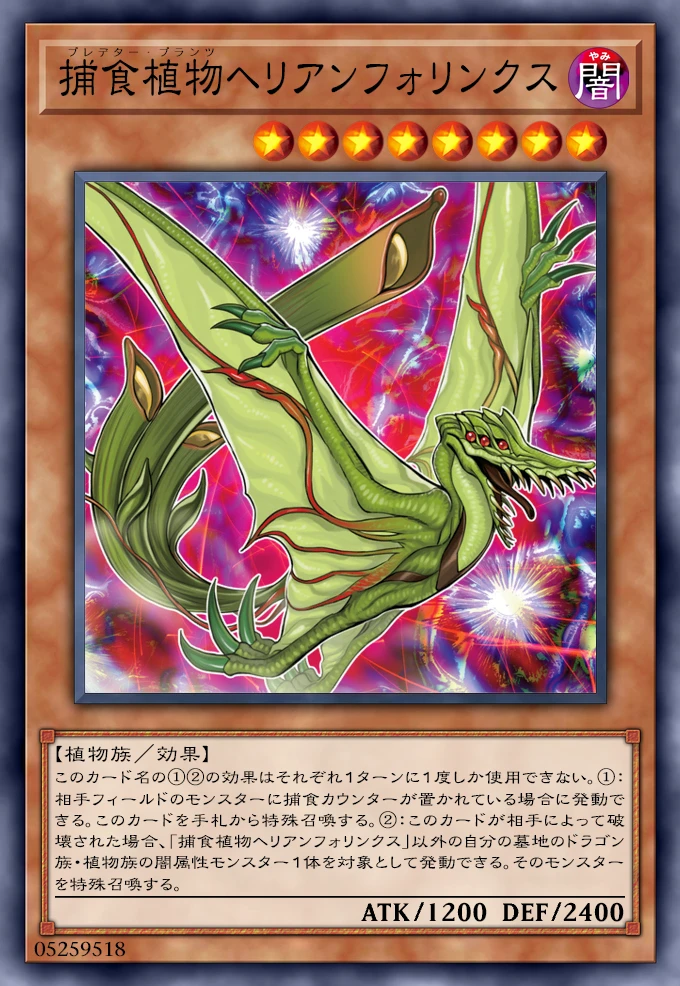 プレデター・プランツ
捕食植物ヘリアンフォリンクス
やみ
闇
【植物族／効果】
このカード名の①②の効果はそれぞれ1ターンに1度しか使用できない。①：
相手フィールドのモンスターに捕食カウンターが置かれている場合に発動で
きる。このカードを手札から特殊召喚する。②：このカードが相手によって破
壊された場合、「捕食植物ヘリアンフォリンクス」以外の自分の墓地のドラゴン
族・植物族の闇属性モンスター1体を対象として発動できる。そのモンスター
を特殊召喚する。
ATK/1200 DEF/2400
05259518